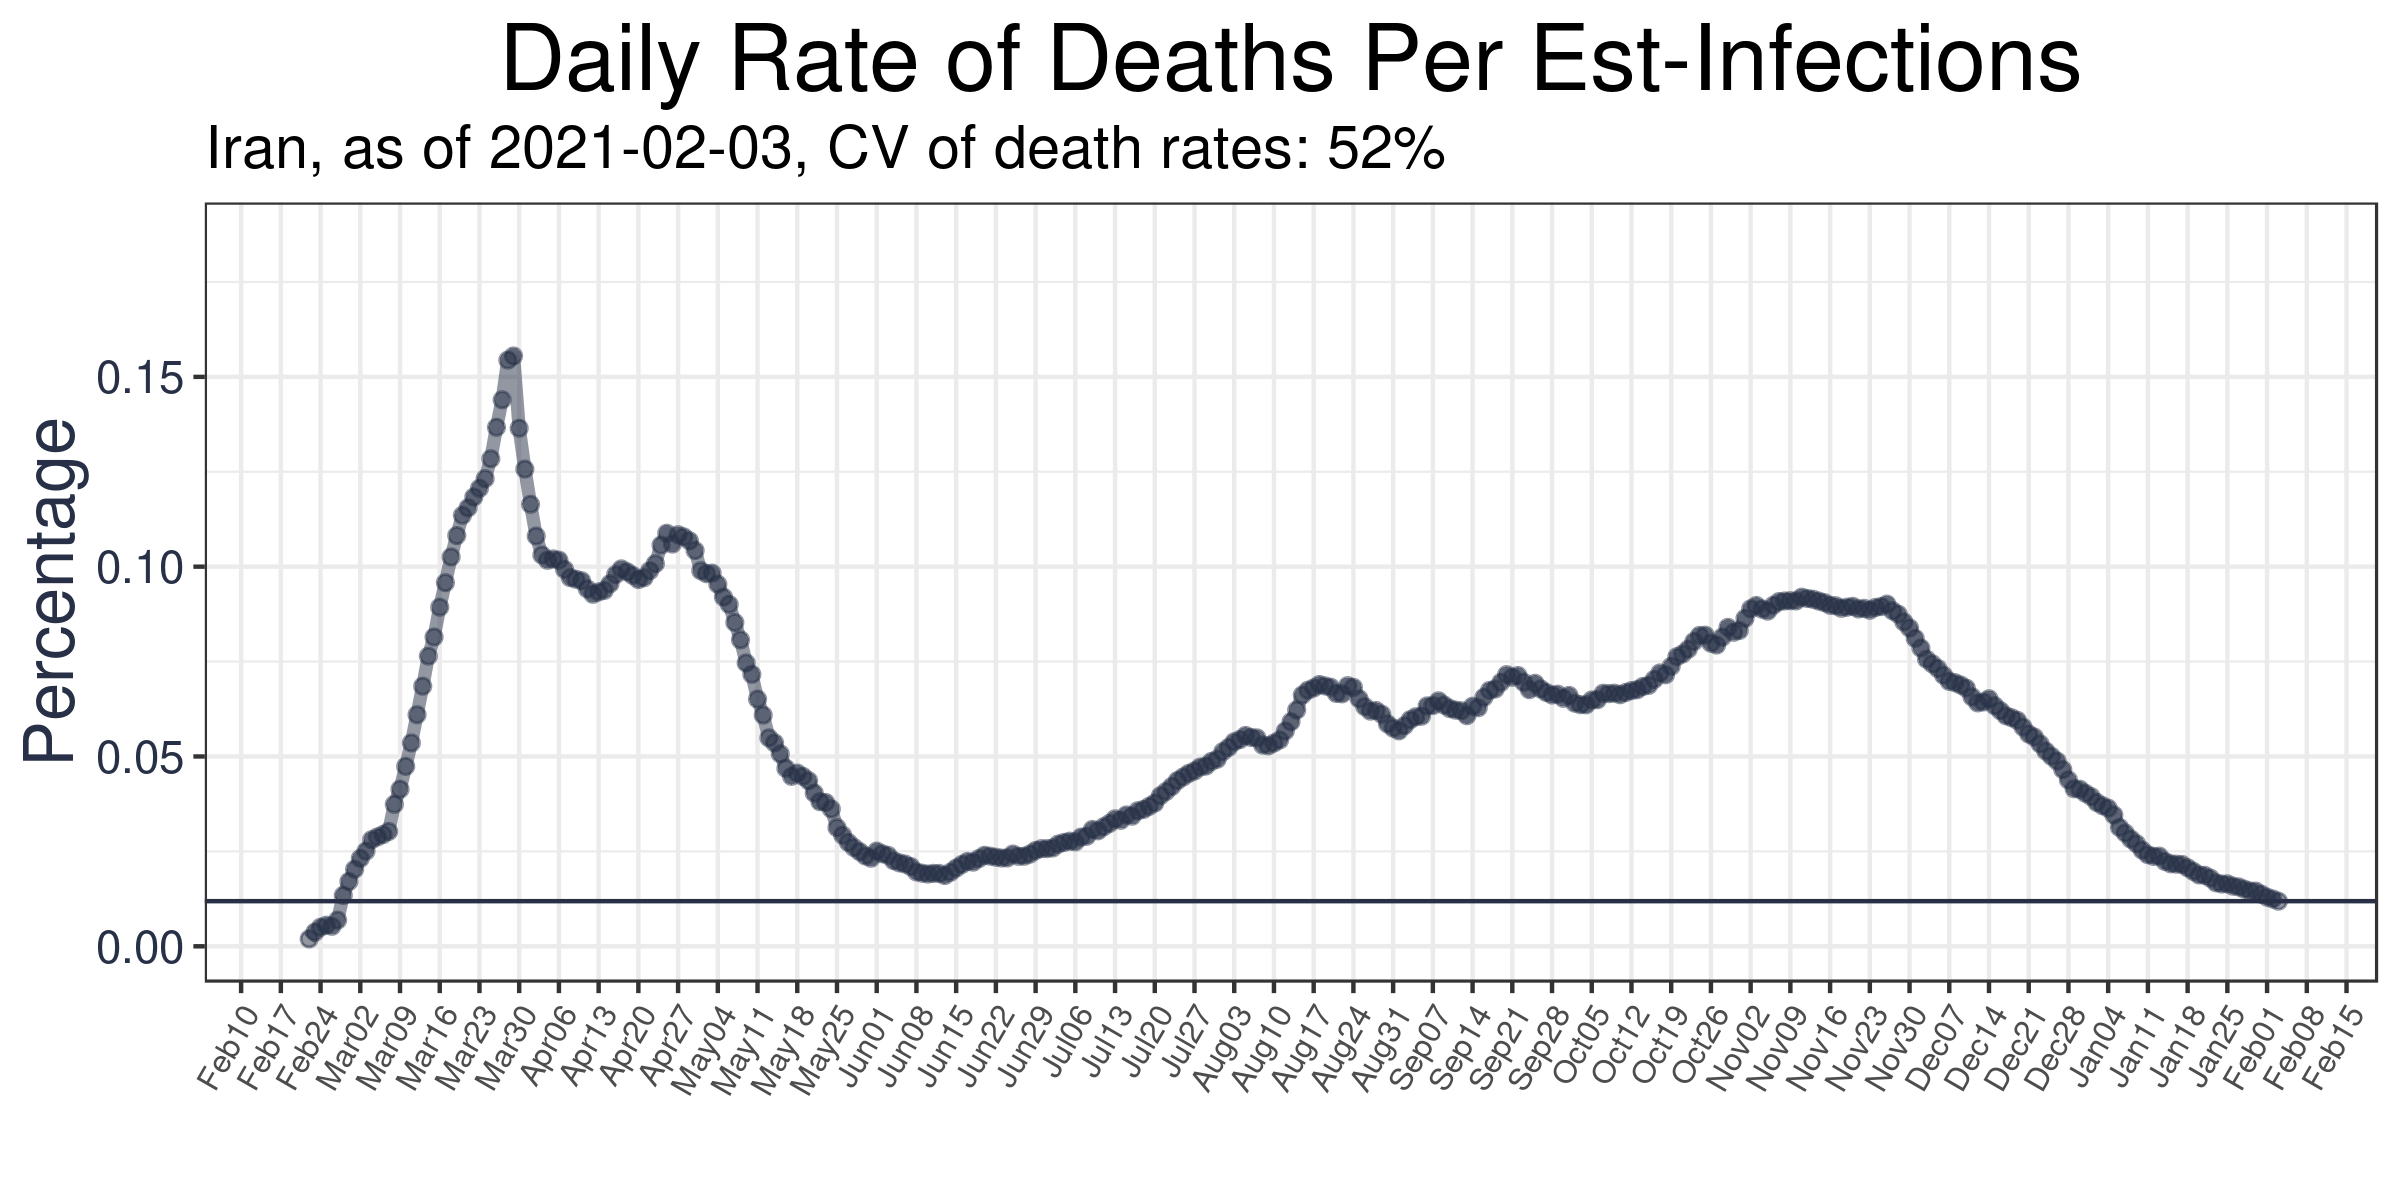 Daily Rate of Deaths Per Est-Infections
Iran, as of 2021-02-03, CV of death rates: 52%
Percentage
0.15
0.10
0.05
0.00
Feb10
Feb17
Feb24
Mar02
Mar09
Mar16
Mar23
Mar30
Apr06
Apr13
Apr20
Apr27
May04
May11
May18
May25
Jun01
Jun08
Jun15
Jun22
Jun29
Jul06
Jul13
Jul20
Jul27
Aug03
Aug10
Aug17
Aug24
Aug31
Sep07
Sep14
Sep21
Sep28
Oct05
Oct12
Oct19
Oct26
Nov02
Nov09
Nov16
Nov23
Nov30
Dec07
Dec14
Dec21
Dec28
Jan04
Jan11
Jan18
Jan25
Feb01
Feb08
Feb15